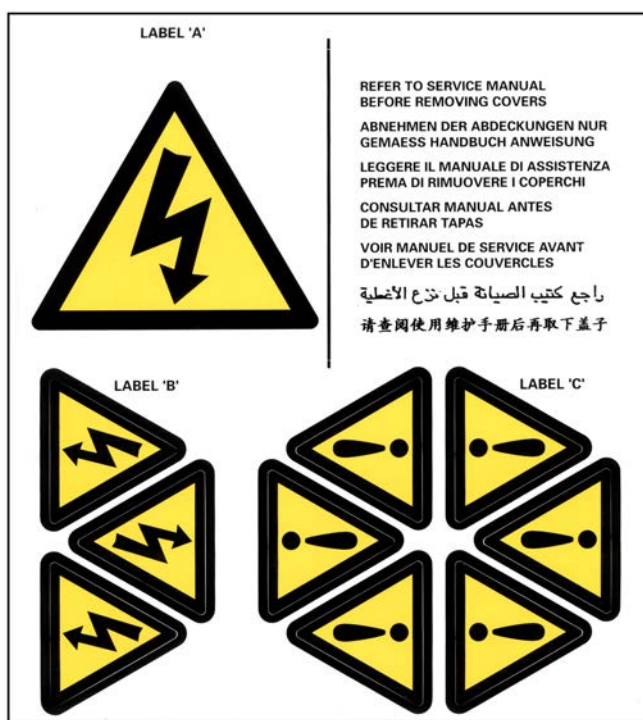 LABEL 'A'
REFER TO SERVICE MANUAL
BEFORE REMOVING COVERS
ABNEHMEN DER ABDECKUNGEN NUR
GEMAESS HANDBUCH ANWEISUNG
LEGGERE IL MANUALE DI ASSISTENZA
PREMA DI RIMUOVERE I COPERCHI
CONSULTAR MANUAL ANTES
DE RETIRAR TAPAS
VOIR MANUEL DE SERVICE AVANT
D'ENLEVER LES COUVERCLES
راجع كتيب الصيانة قبل نزع الأغطية
请查阅使用维护手册后再取下盖子
LABEL 'B'
LABEL 'C'